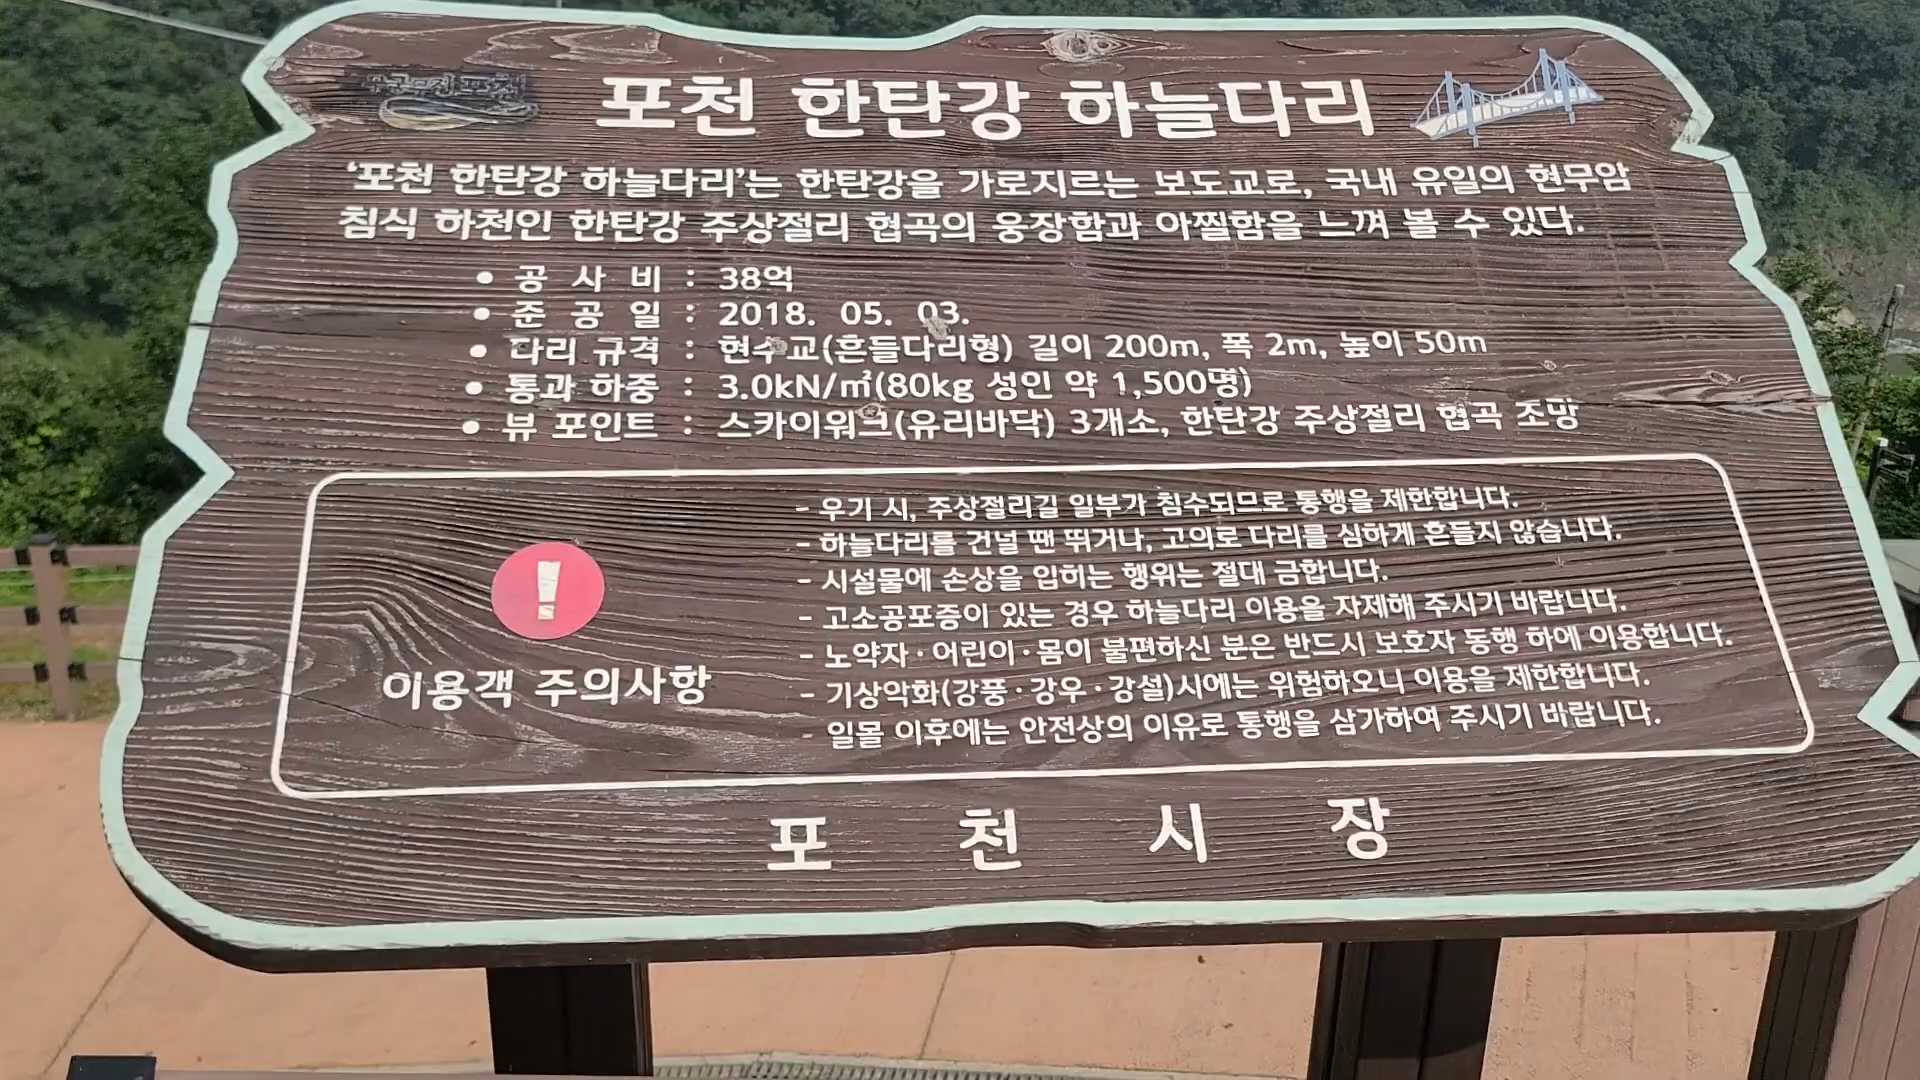 포천 한탄강 하늘다리
'포천 한탄강 하늘다리'는 한탄강을 가로지르는 보도교로, 국내 유일의 현무암
침식 하천인 한탄강 주상절리 협곡의 웅장함과 아찔함을 느껴 볼 수 있다.
• 공 사 비 : 38억
• 준 공 일 : 2018. 05. 03.
• 다리 규격 : 현수교(흔들다리형) 길이 200m, 폭 2m, 높이 50m
• 통과 하중 : 3.0kN/㎡(80kg 성인 약 1,500명)
• 뷰 포인트 : 스카이워크(유리바닥) 3개소, 한탄강 주상절리 협곡 조망
이용객 주의사항
- 우기 시, 주상절리길 일부가 침수되므로 통행을 제한합니다.
- 하늘다리를 건널 땐 뛰거나, 고의로 다리를 심하게 흔들지 않습니다.
- 시설물에 손상을 입히는 행위는 절대 금합니다.
- 고소공포증이 있는 경우 하늘다리 이용을 자제해 주시기 바랍니다.
- 노약자·어린이·몸이 불편하신 분은 반드시 보호자 동행 하에 이용합니다.
- 기상악화(강풍·강우·강설)시에는 위험하오니 이용을 제한합니다.
- 일몰 이후에는 안전상의 이유로 통행을 삼가하여 주시기 바랍니다.
포 천 시 장